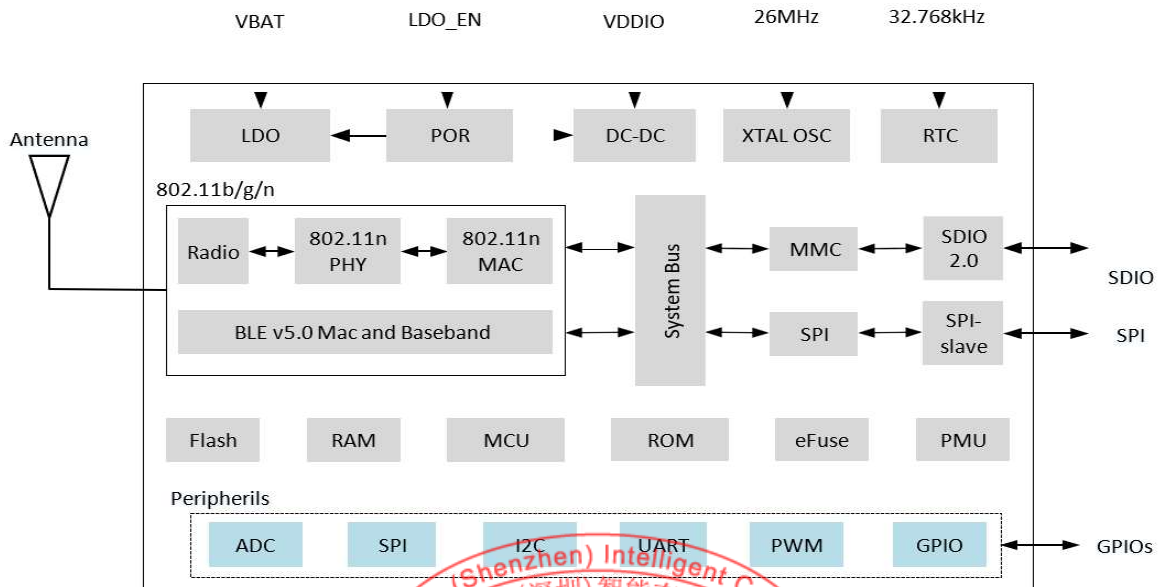 VBAT LDO_EN VDDIO 26MHz 32.768kHz
Antenna
LDO POR DC-DC XTAL OSC RTC
802.11b/g/n
Radio
802.11n
PHY
802.11n
MAC
BLE v5.0 Mac and Baseband
System Bus
MMC
SDIO
2.0
SDIO
SPI
SPI-
slave
SPI
Flash RAM MCU ROM eFuse PMU
Peripherils
ADC SPI I2C UART PWM GPIO GPIOs
(Shenzhen) Intelligent